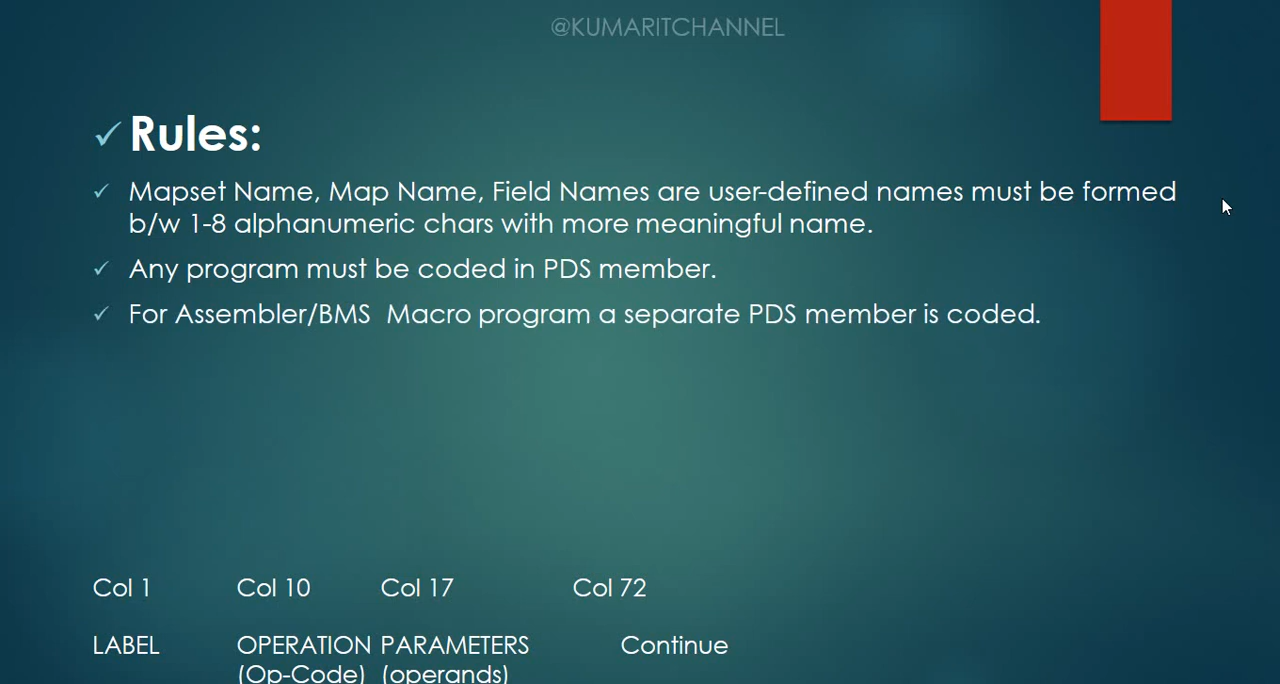 @KUMARITCHANNEL
Rules:
Mapset Name, Map Name, Field Names are user-defined names must be formed
b/w 1-8 alphanumeric chars with more meaningful name.
Any program must be coded in PDS member.
For Assembler/BMS  Macro program a separate PDS member is coded.
Col 1 Col 10 Col 17 Col 72
LABEL OPERATION PARAMETERS Continue
(Op-Code) (operands)